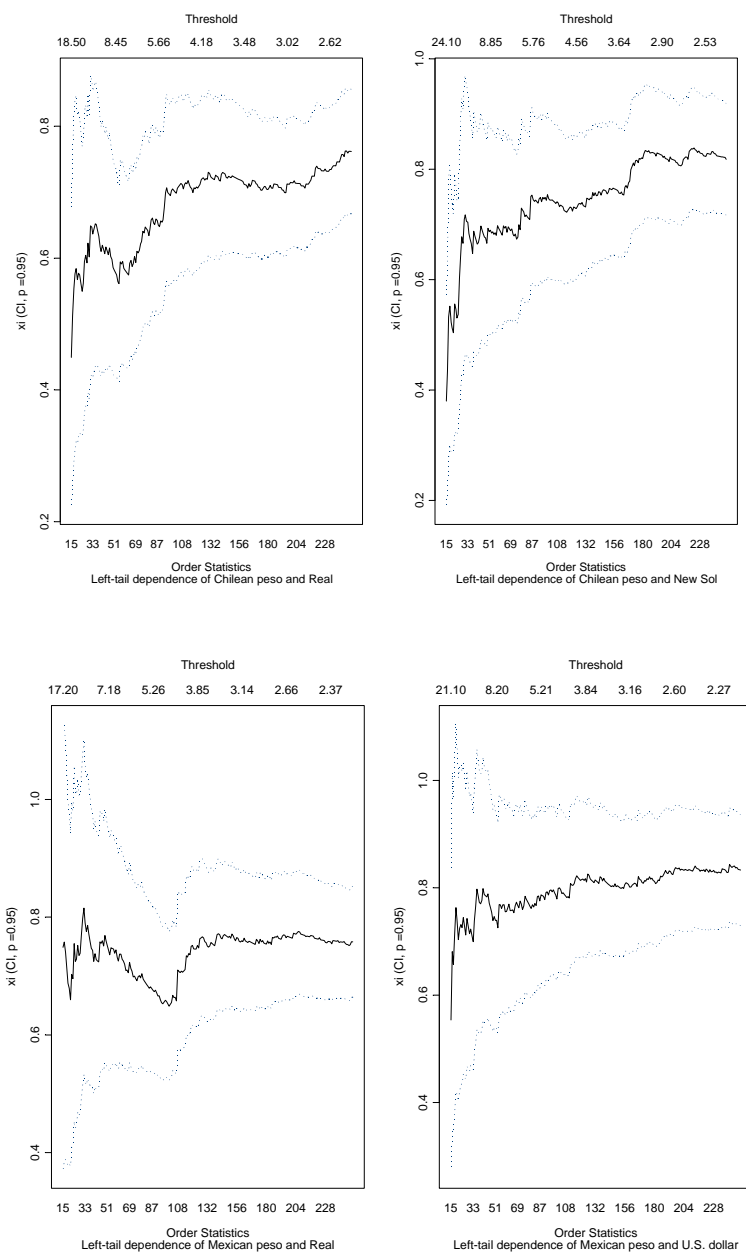 Threshold
18.50 8.45 5.66 4.18 3.48 3.02 2.62
xi (CI, p =0.95)
0.8
0.6
0.4
0.2
15 33 51 69 87 108 132 156 180 204 228
Order Statistics
Left-tail dependence of Chilean peso and Real
Threshold
24.10 8.85 5.76 4.56 3.64 2.90 2.53
xi (CI, p =0.95)
1.0
0.8
0.6
0.4
0.2
15 33 51 69 87 108 132 156 180 204 228
Order Statistics
Left-tail dependence of Chilean peso and New Sol
Threshold
17.20 7.18 5.26 3.85 3.14 2.66 2.37
xi (CI, p =0.95)
1.0
0.8
0.6
0.4
15 33 51 69 87 108 132 156 180 204 228
Order Statistics
Left-tail dependence of Mexican peso and Real
Threshold
21.10 8.20 5.21 3.84 3.16 2.60 2.27
xi (CI, p =0.95)
1.0
0.8
0.6
0.4
15 33 51 69 87 108 132 156 180 204 228
Order Statistics
Left-tail dependence of Mexican peso and U.S. dollar